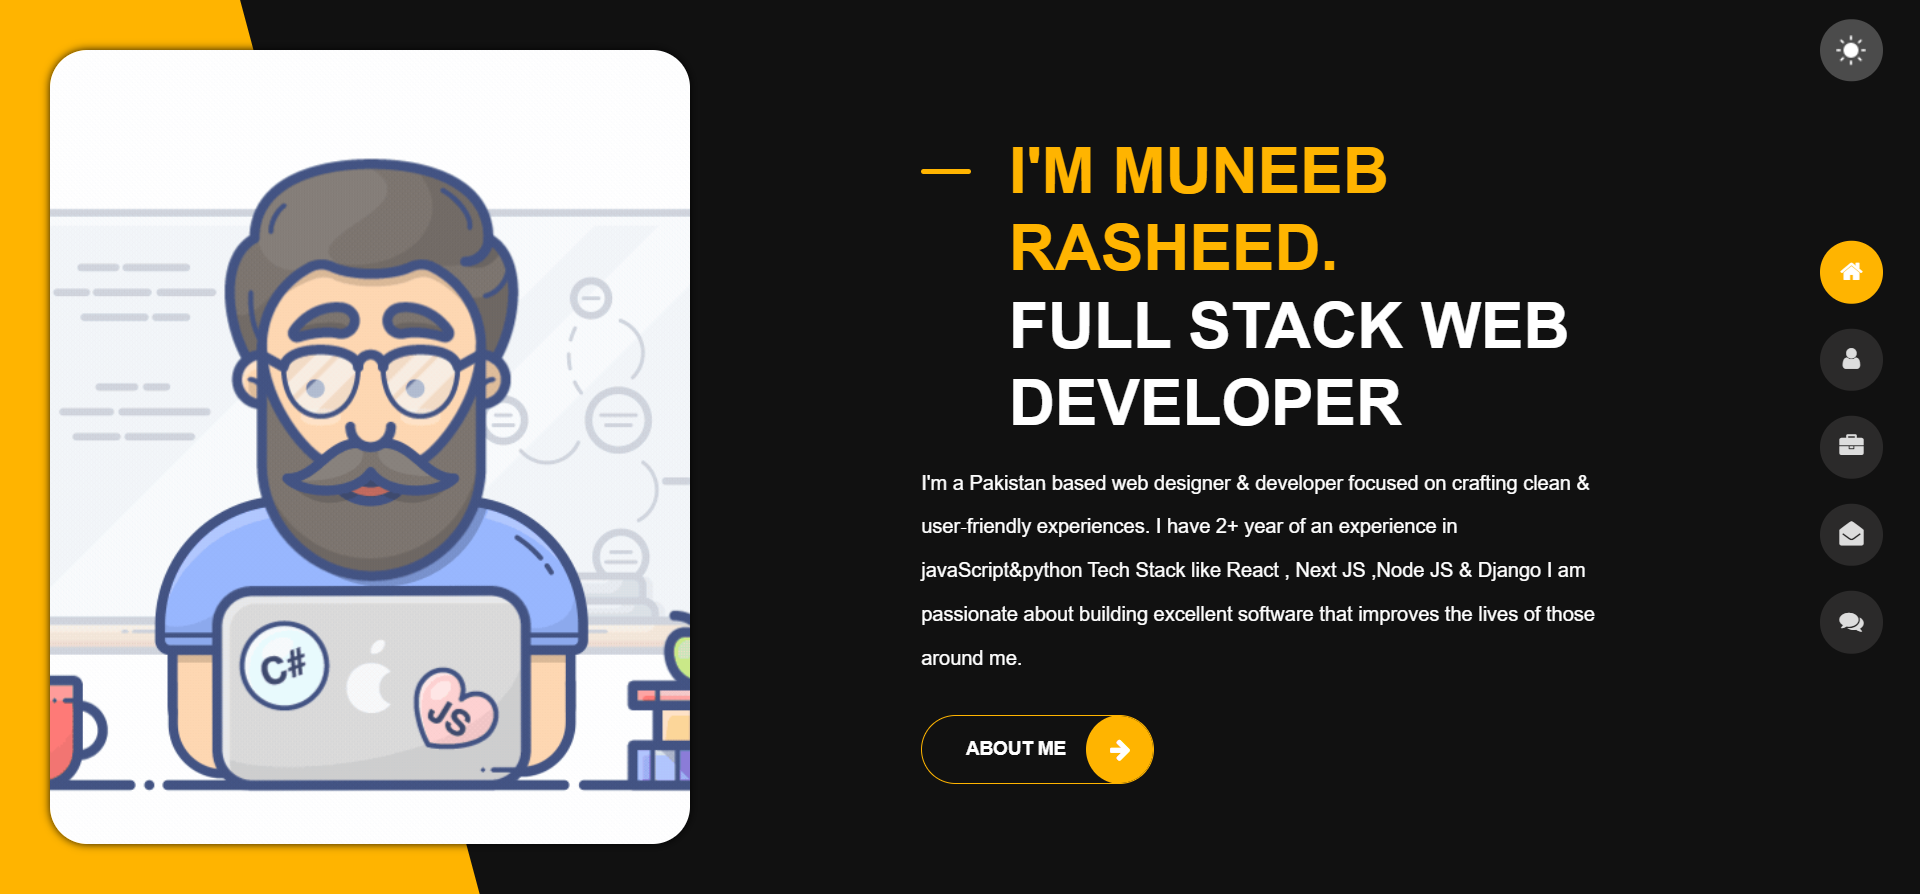 I'M MUNEEB
RASHEED.
FULL STACK WEB
DEVELOPER
I'm a Pakistan based web designer & developer focused on crafting clean &
user-friendly experiences. I have 2+ year of an experience in
javaScript&python Tech Stack like React , Next JS ,Node JS & Django I am
passionate about building excellent software that improves the lives of those
around me.
ABOUT ME
C#
JS